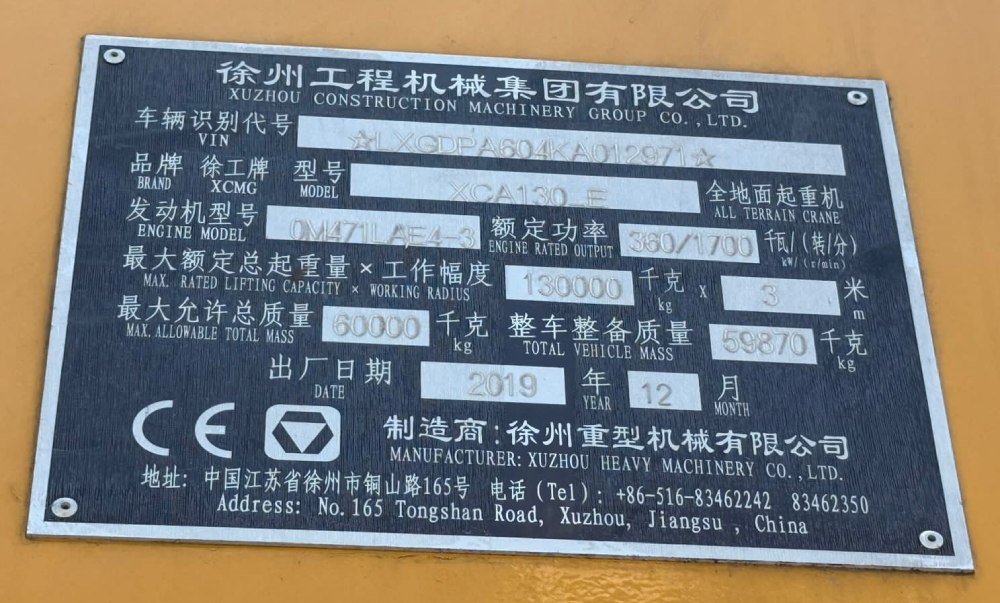 徐州工程机械集团有限公司
XUZHOU CONSTRUCTION MACHINERY GROUP CO.,LTD.
车辆识别代号 ☆LXGDPA604KA012971☆
VIN
品牌 徐工牌 型号 XCA130_E 全地面起重机
BRAND XCMG MODEL ALL TERRAIN CRANE
发动机型号 OM471LAE4-3 额定功率 360/1700 千瓦/(转/分)
ENGINE MODEL ENGINE RATED OUTPUT kW/(r/min)
最大额定总起重量×工作幅度 130000 千克 x 3 米
MAX. RATED LIFTING CAPACITY × WORKING RADIUS kg m
最大允许总质量 60000 千克 整车整备质量 59870 千克
MAX. ALLOWABLE TOTAL MASS kg TOTAL VEHICLE MASS kg
出厂日期 2019 年 12 月
DATE YEAR MONTH
CE 制造商:徐州重型机械有限公司
MANUFACTURER: XUZHOU HEAVY MACHINERY CO.,LTD.
地址: 中国江苏省徐州市铜山路165号 电话(Tel): +86-516-83462242 83462350
Address: No.165 Tongshan Road, Xuzhou, Jiangsu , China